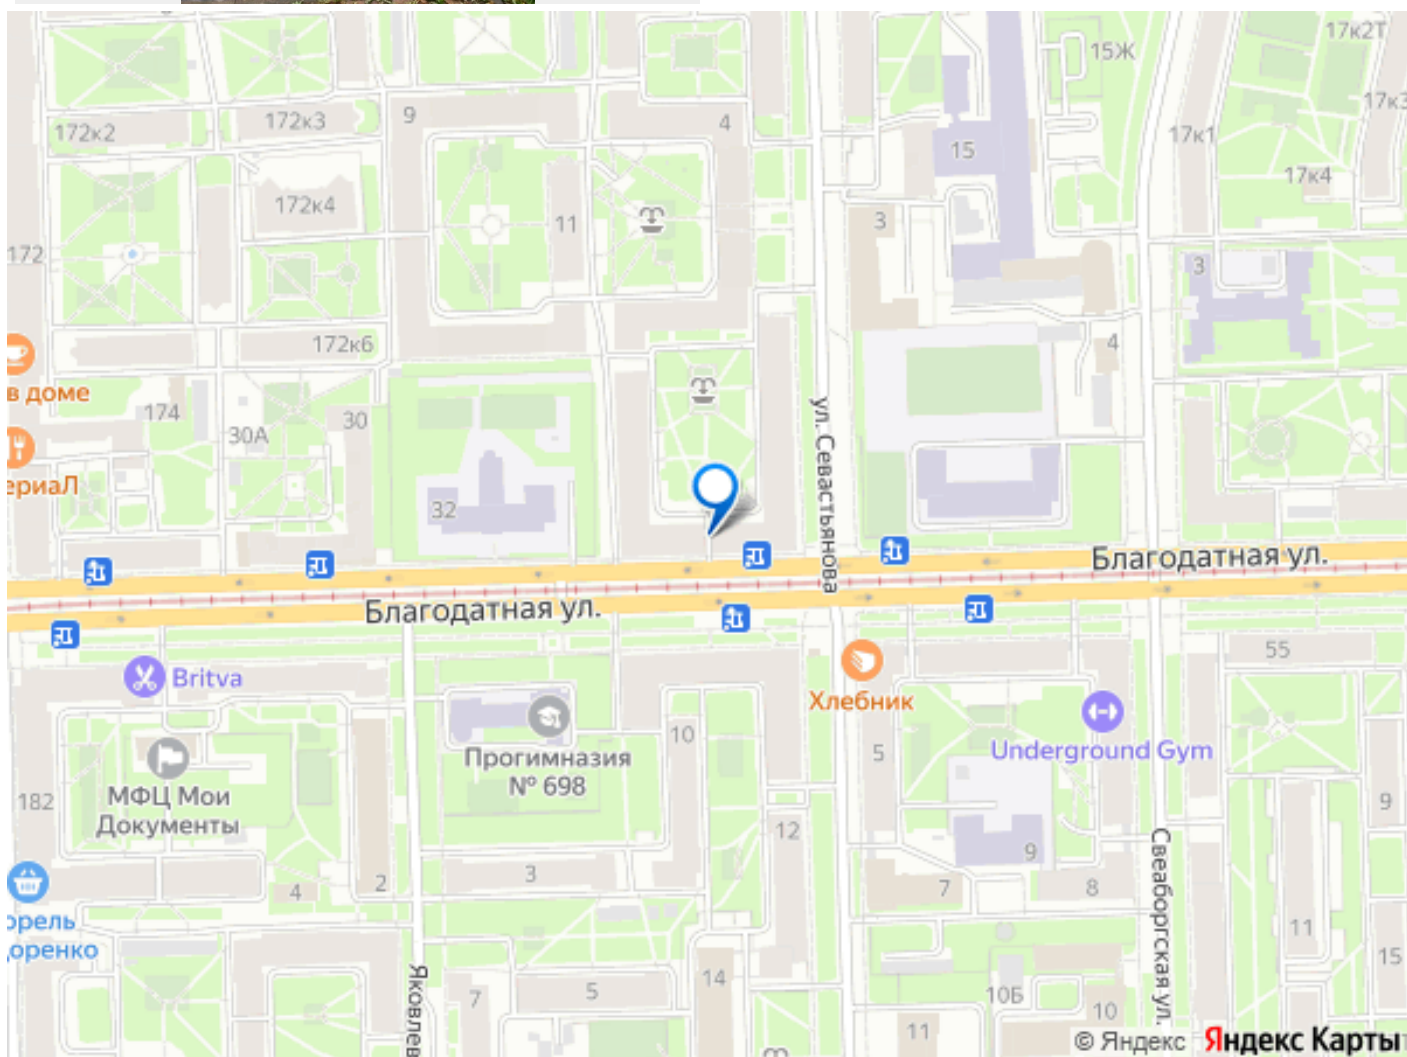 17к2Т
15Ж
17к3
172к2
172к3
9
4
17к1
15
17к4
172к4
11
3
172
3
172к6
4
в доме
174
30А
30
ул. Севастьянова
ериаЛ
32
Благодатная ул.
Благодатная ул.
55
Britva
Хлебник
10
5
Underground Gym
Прогимназия
№ 698
182
МФЦ Мои
Документы
9
12
Свеаборгская ул.
9
3
4
2
7
8
орель
оренко
11
15
Яковлев
7
5
14
10Б
10
11
© Яндекс
Яндекс Карты